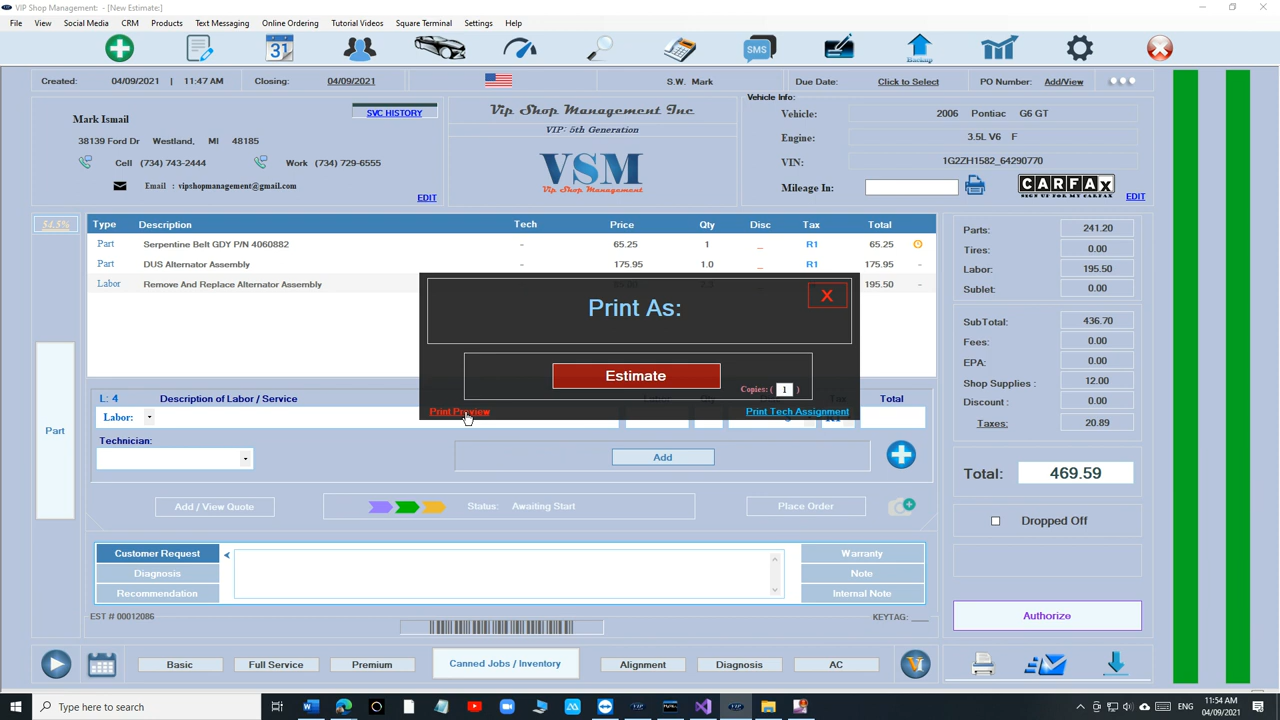 VIP Shop Management: - [New Estimate:]
File View Social Media CRM Products Text Messaging Online Ordering Tutorial Videos Square Terminal Settings Help
31 SMS Backup
Created: 04/09/2021 | 11:47 AM Closing: 04/09/2021 S.W. Mark Due Date: Click to Select PO Number: Add/View
Mark Ismail
SVC HISTORY
38139 Ford Dr Westland, MI 48185
Cell (734) 743-2444 Work (734) 729-6555
Email : vipshopmanagement@gmail.com
EDIT
Vip Shop Management Inc
VIP: 5th Generation
VSM
Vip Shop Management
Vehicle Info:
Vehicle: 2006 Pontiac G6 GT
Engine: 3.5L V6 F
VIN: 1G2ZH1582_64290770
Mileage In:
CARFAX
SIGN UP FOR MY CARFAX
EDIT
54.5%
Type Description Tech Price Qty Disc Tax Total
Part Serpentine Belt GDY P/N 4060882 - 65.25 1 _ R1 65.25
Part DUS Alternator Assembly - 175.95 1.0 _ R1 175.95 -
Labor Remove And Replace Alternator Assembly 195.50 -
Print As:
X
Estimate
Copies: ( 1 )
Print Preview Print Tech Assignment
L: 4 Description of Labor / Service Total
Labor:
Technician:
Add
Part
Add / View Quote Status: Awaiting Start Place Order
Customer Request <
Diagnosis
Recommendation
Warranty
Note
Internal Note
EST # 00012086 KEYTAG: ____
Parts: 241.20
Tires: 0.00
Labor: 195.50
Sublet: 0.00
SubTotal: 436.70
Fees: 0.00
EPA: 0.00
Shop Supplies : 12.00
Discount : 0.00
Taxes: 20.89
Total: 469.59
Dropped Off
Authorize
Basic Full Service Premium Canned Jobs / Inventory Alignment Diagnosis AC
Type here to search
ENG
11:54 AM
04/09/2021